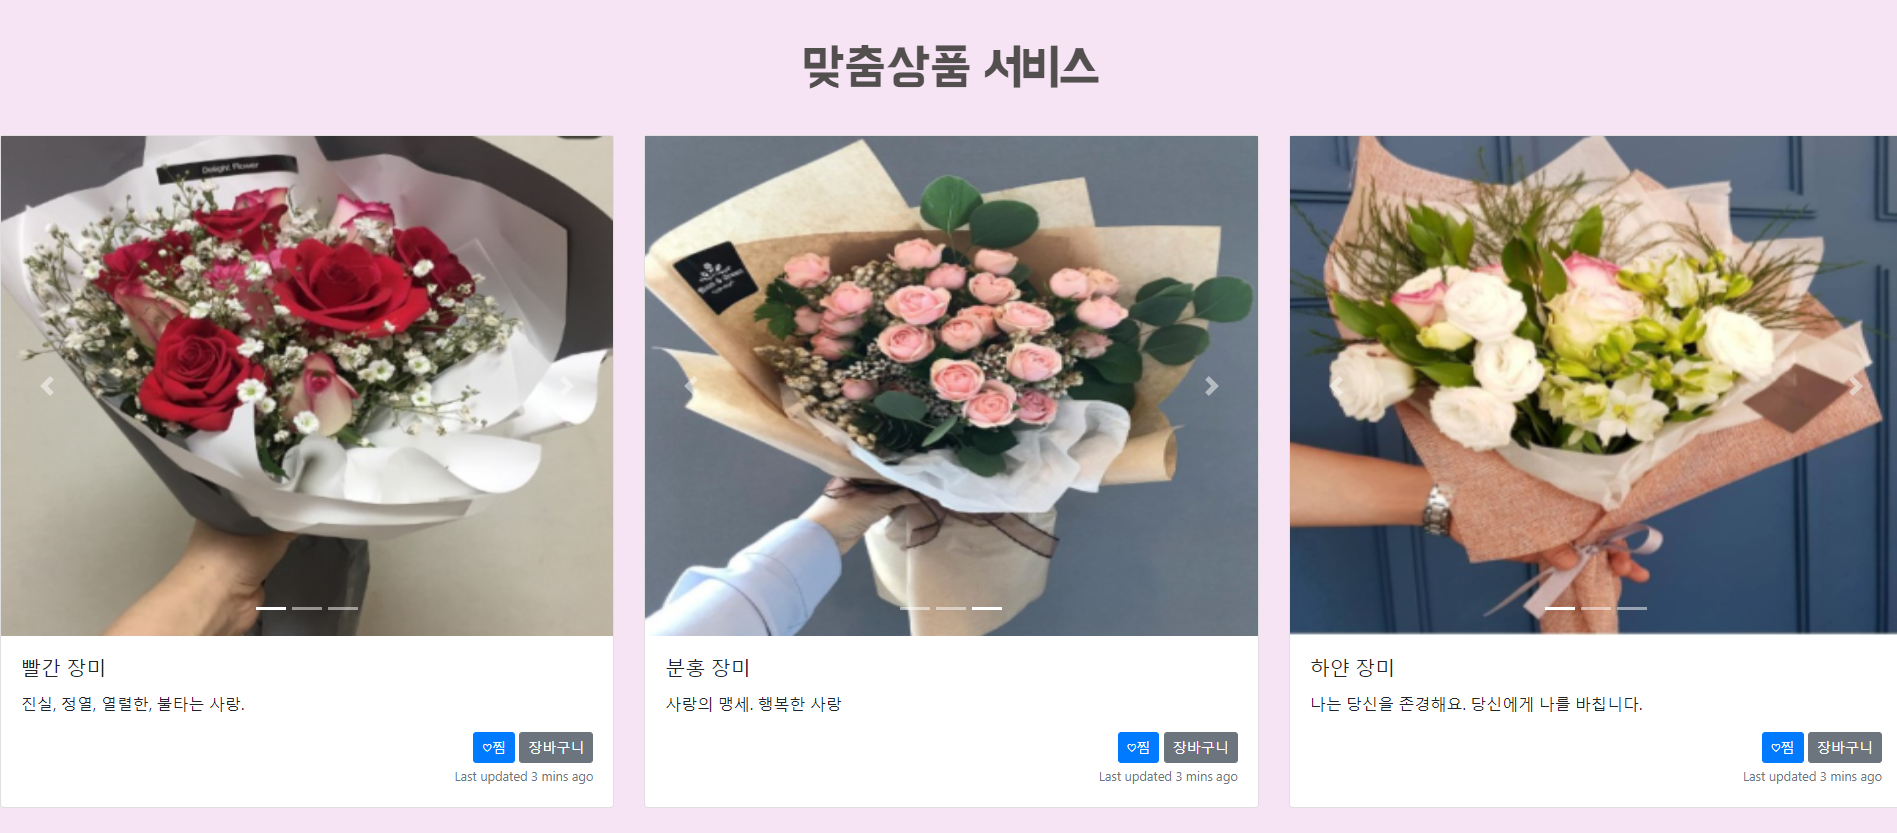 맞춤상품 서비스
Delight Flower
빨간 장미
진실, 정열, 열렬한, 불타는 사랑.
♡찜 장바구니
Last updated 3 mins ago
분홍 장미
사랑의 맹세. 행복한 사랑
♡찜 장바구니
Last updated 3 mins ago
하얀 장미
나는 당신을 존경해요. 당신에게 나를 바칩니다.
♡찜 장바구니
Last updated 3 mins ago